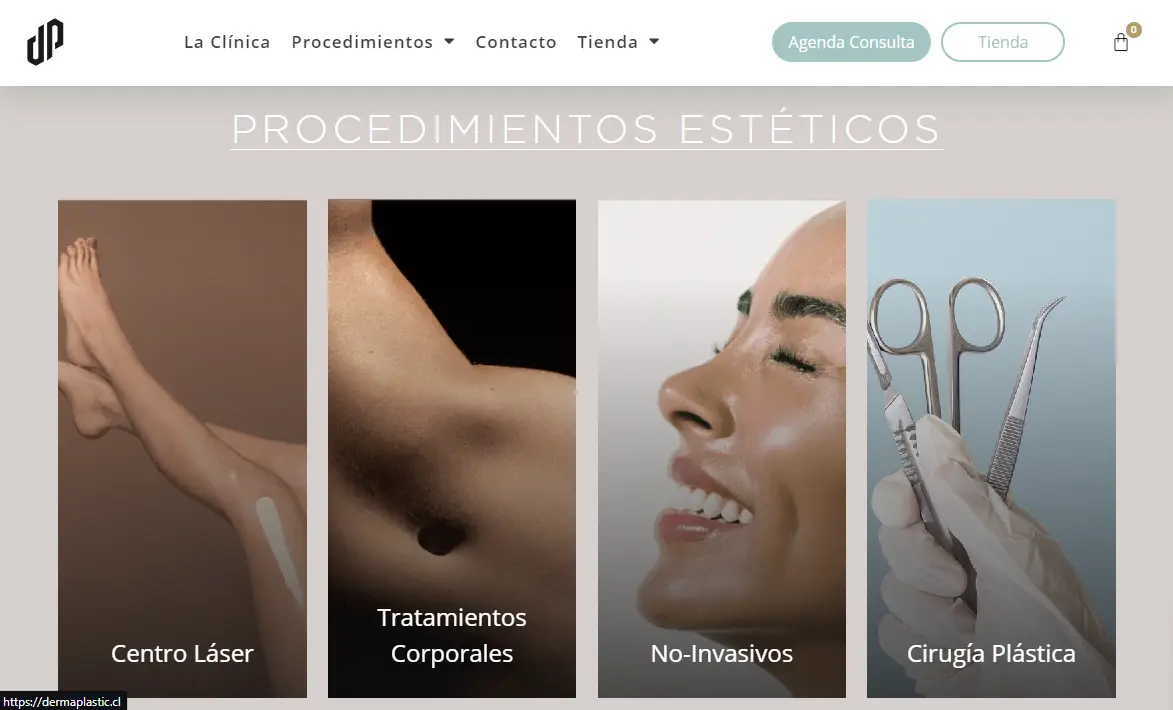 La Clínica Procedimientos Contacto Tienda Agenda Consulta Tienda 0
PROCEDIMIENTOS ESTÉTICOS
Centro Láser
Tratamientos
Corporales
No-Invasivos
Cirugía Plástica
https://dermaplastic.cl